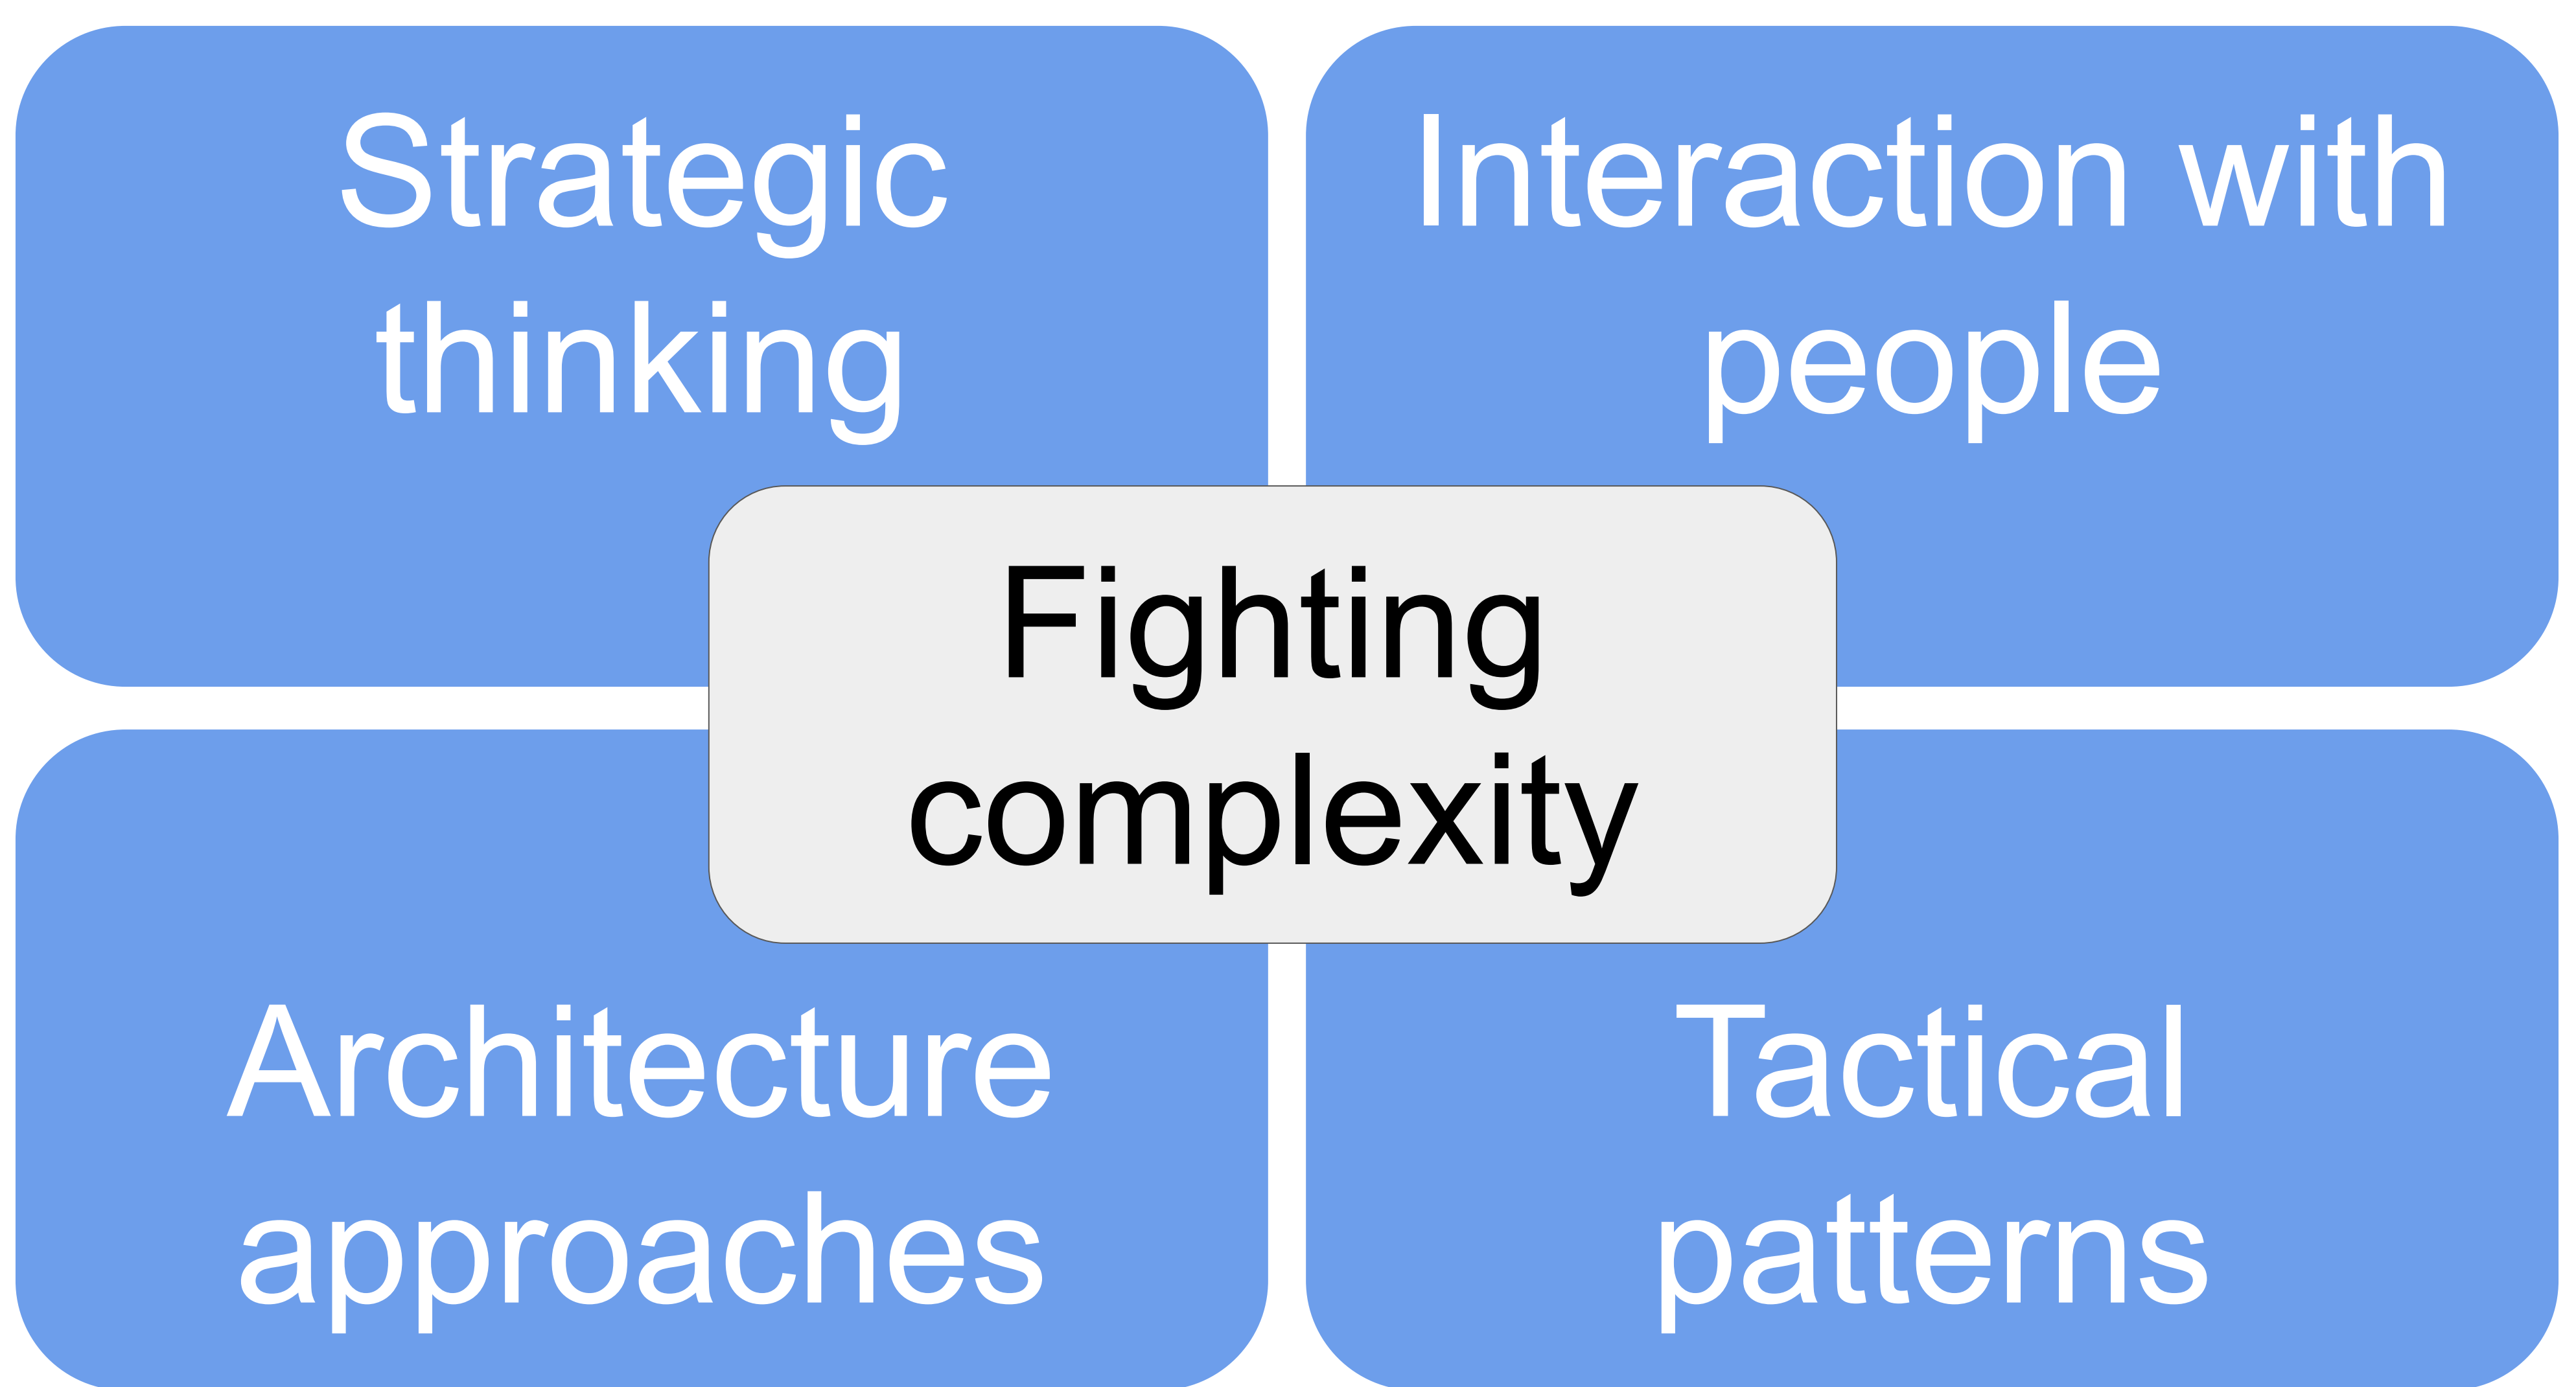 Strategic
thinking
Interaction with
people
Fighting
complexity
Architecture
approaches
Tactical
patterns